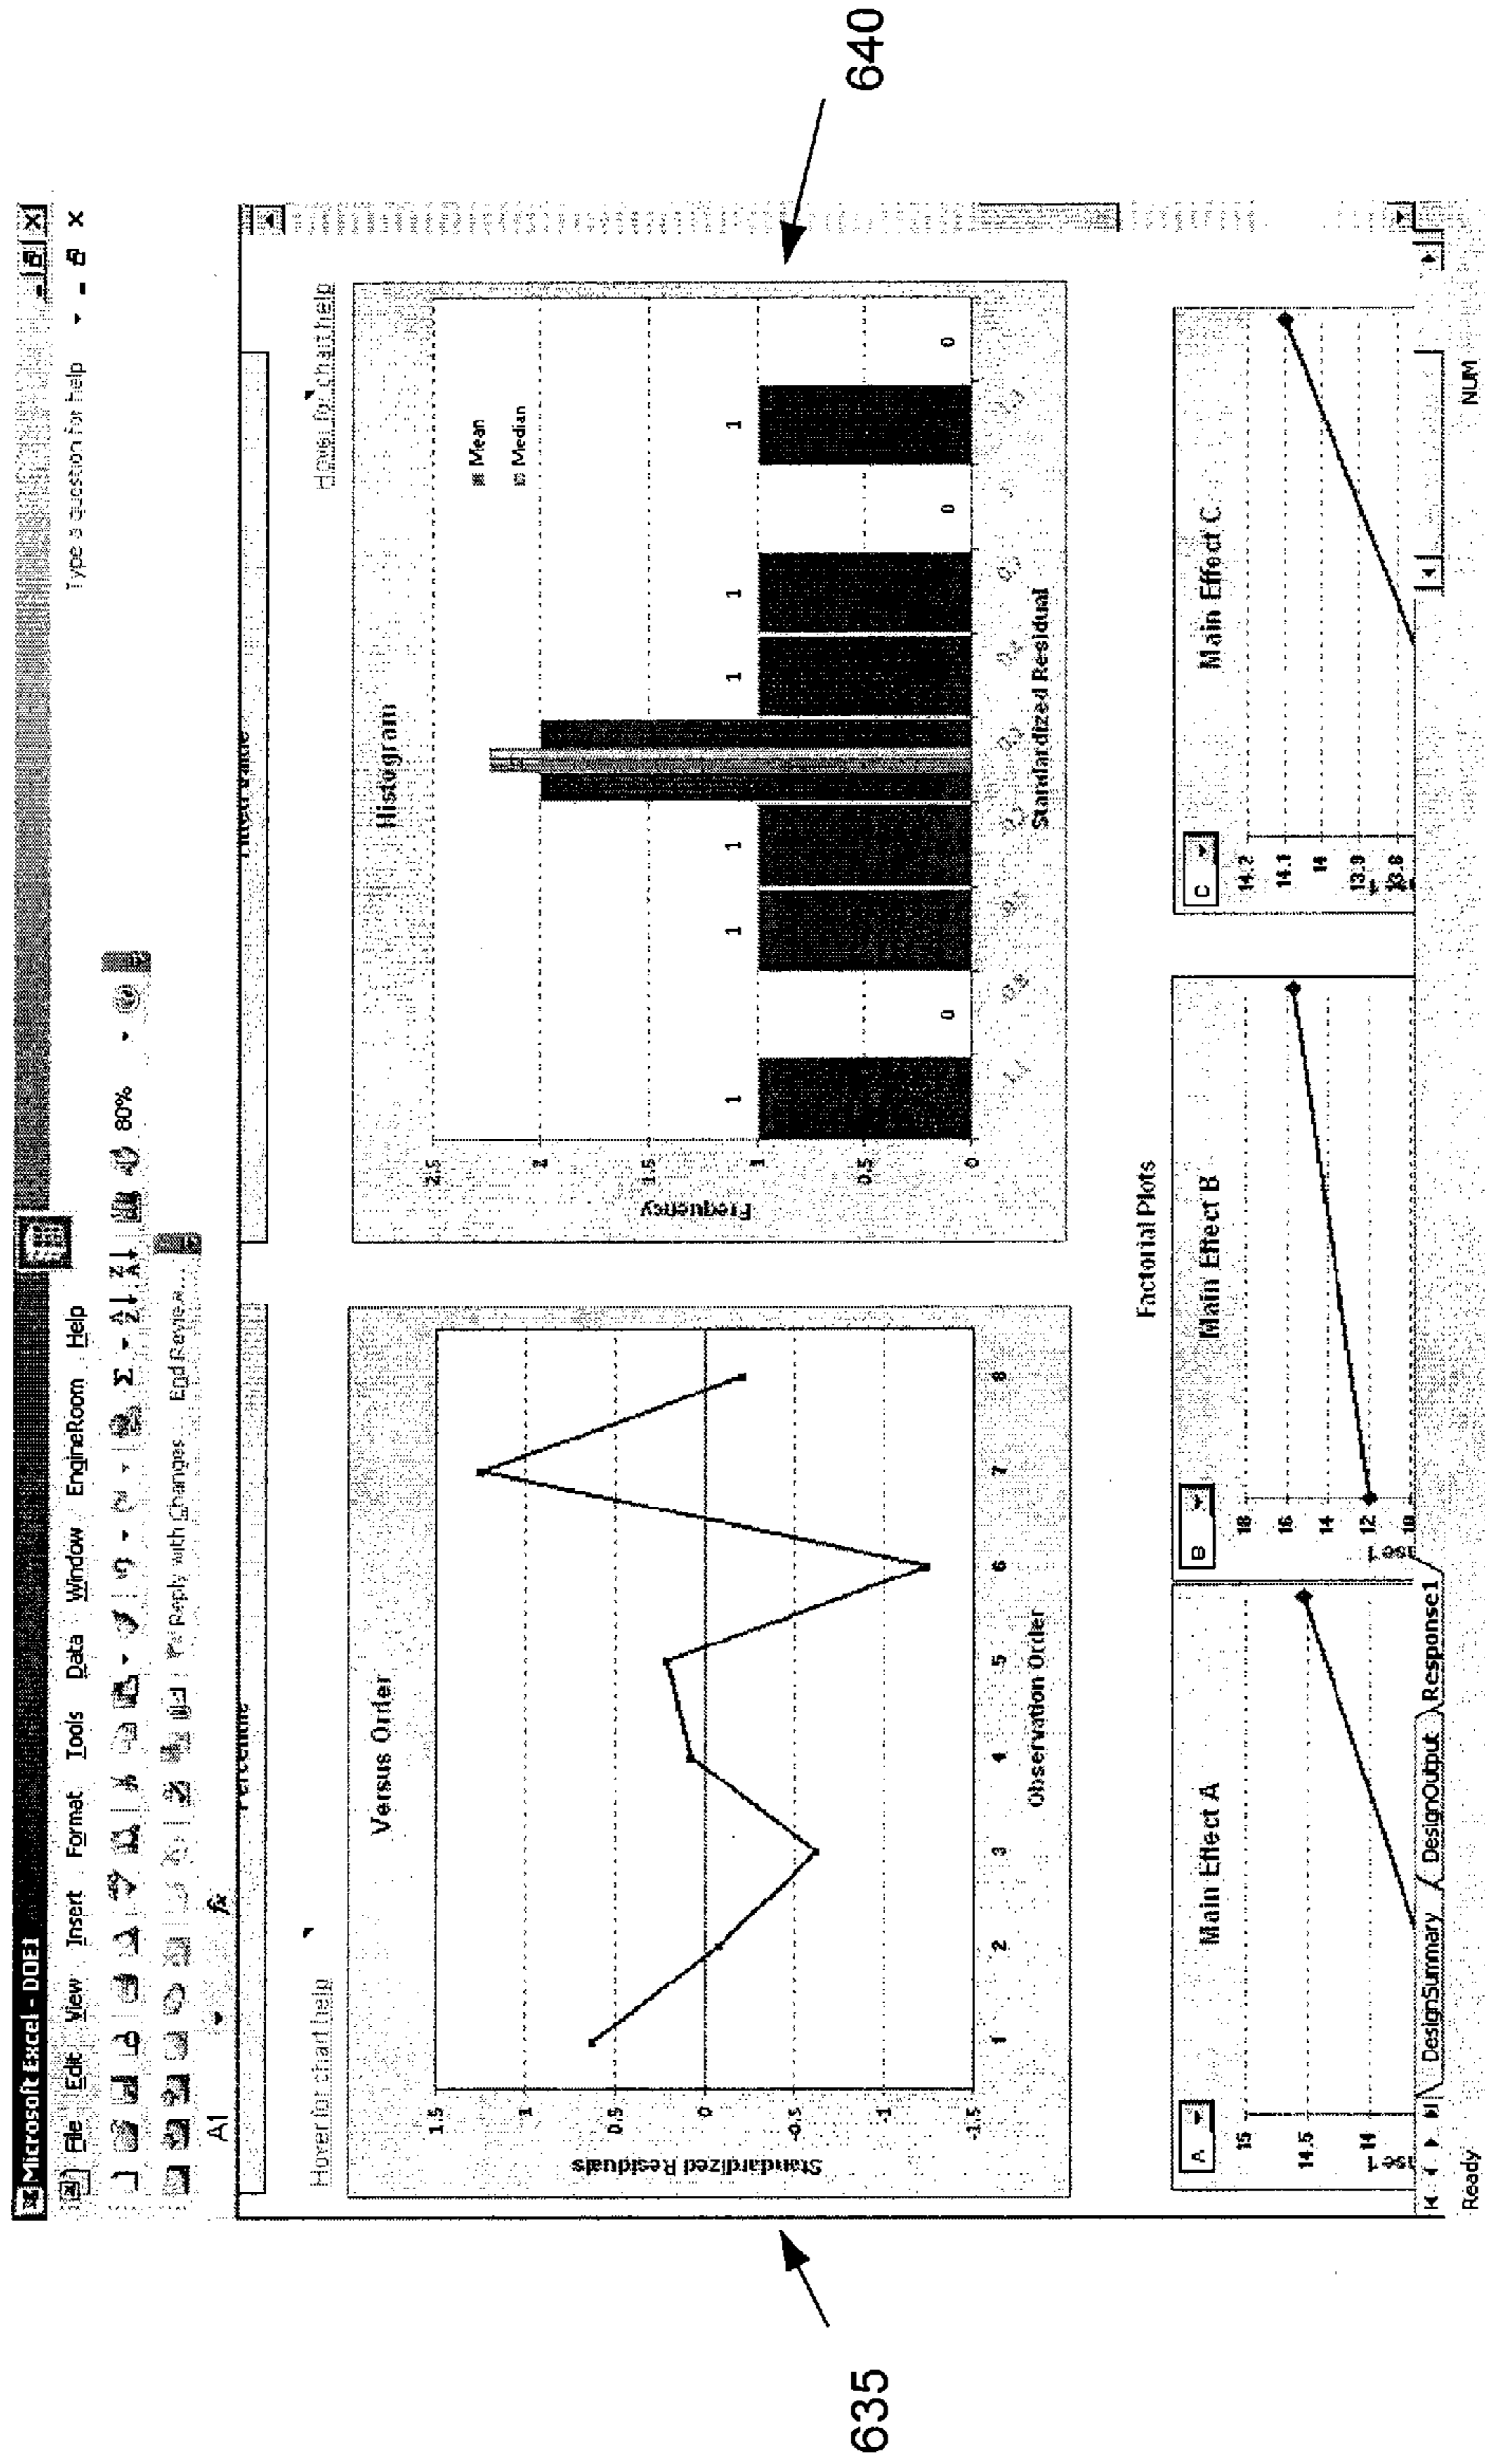 Microsoft Excel - DOE1
File Edit View Insert Format Tools Data Window EngineRoom Help
Type a question for help
80%
Reply with Changes... End Review...
A1 fx
Percentile
Fitted Value
Hover for chart help
Hover for chart help
Versus Order
Standardized Residuals
1.5
1
0.5
0
-0.5
-1
-1.5
1 2 3 4 5 6 7 8
Observation Order
Histogram
Mean
Median
Frequency
2.5
2
1.5
1
0.5
0
1 0 1 1 1 1 0 1 0
Standardized Residual
635
640
Factorial Plots
A
Main Effect A
15
14.5
14
B
Main Effect B
18
16
14
12
10
C
Main Effect C
14.2
14.1
14
13.9
13.8
DesignSummary DesignOutput Response1
Ready
NUM